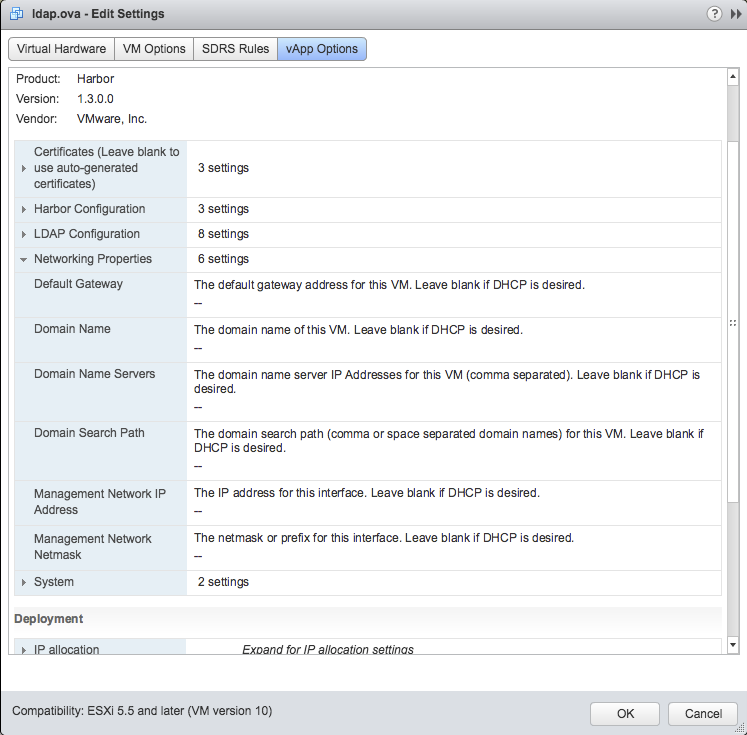 ldap.ova - Edit Settings ?
Virtual Hardware VM Options SDRS Rules vApp Options
Product: Harbor
Version: 1.3.0.0
Vendor: VMware, Inc.
Certificates (Leave blank to
use auto-generated
certificates)
3 settings
Harbor Configuration 3 settings
LDAP Configuration 8 settings
Networking Properties 6 settings
Default Gateway The default gateway address for this VM. Leave blank if DHCP is desired.
--
Domain Name The domain name of this VM. Leave blank if DHCP is desired.
--
Domain Name Servers The domain name server IP Addresses for this VM (comma separated). Leave blank if DHCP is
desired.
--
Domain Search Path The domain search path (comma or space separated domain names) for this VM. Leave blank if
DHCP is desired.
--
Management Network IP
Address
The IP address for this interface. Leave blank if DHCP is desired.
--
Management Network
Netmask
The netmask or prefix for this interface. Leave blank if DHCP is desired.
--
System 2 settings
Deployment
IP allocation Expand for IP allocation settings
Compatibility: ESXi 5.5 and later (VM version 10) OK Cancel